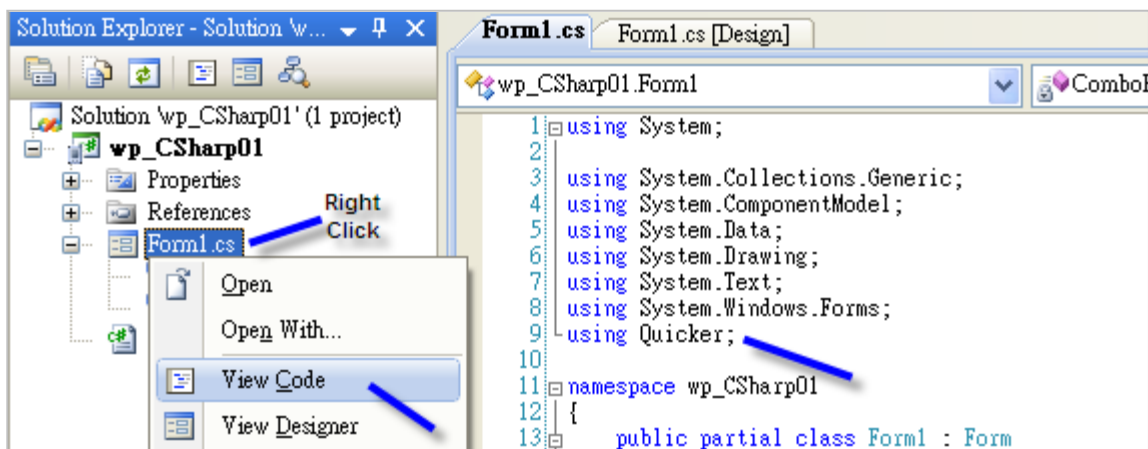 Solution Explorer - Solution 'w...
Solution 'wp_CSharp01' (1 project)
wp_CSharp01
Properties
References
Form1.cs
Right
Click
Open
Open With...
View Code
View Designer
Form1.cs
Form1.cs [Design]
wp_CSharp01.Form1
1 using System;
2
3 using System.Collections.Generic;
4 using System.ComponentModel;
5 using System.Data;
6 using System.Drawing;
7 using System.Text;
8 using System.Windows.Forms;
9 using Quicker;
10
11 namespace wp_CSharp01
12 {
13 public partial class Form1 : Form